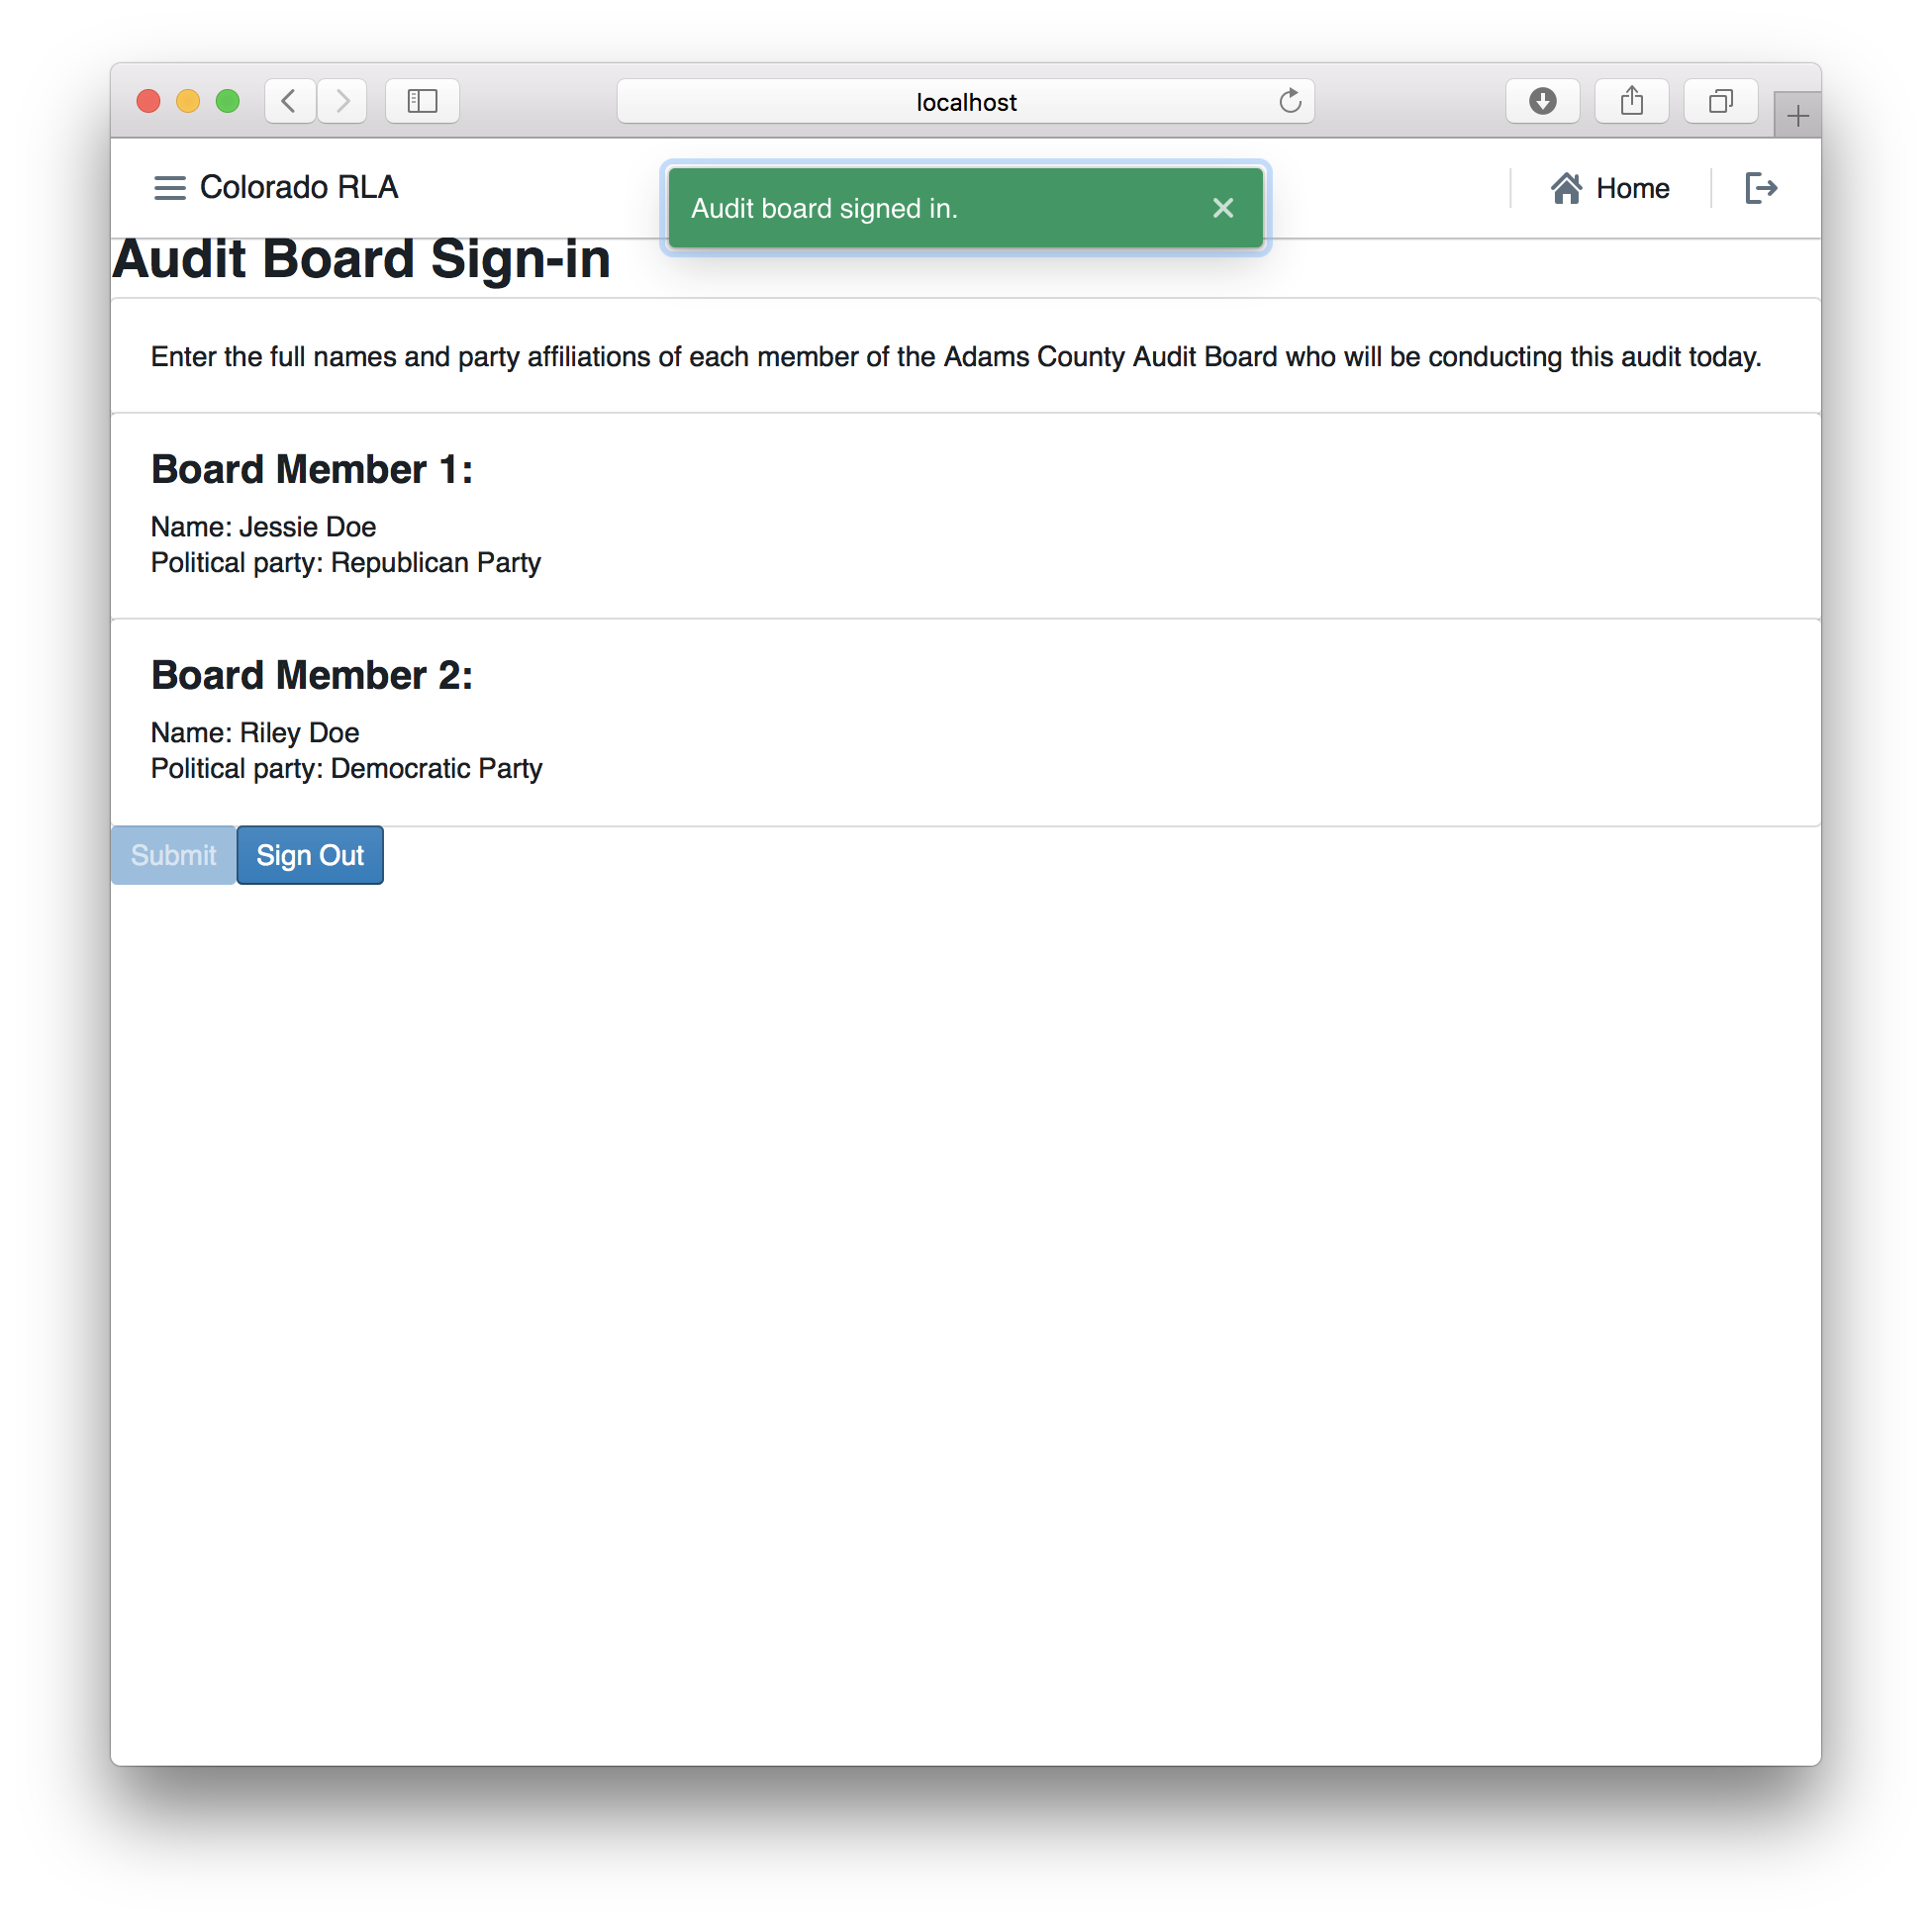 localhost
Colorado RLA
Audit board signed in.
Home
Audit Board Sign-in
Enter the full names and party affiliations of each member of the Adams County Audit Board who will be conducting this audit today.
Board Member 1:
Name: Jessie Doe
Political party: Republican Party
Board Member 2:
Name: Riley Doe
Political party: Democratic Party
Submit Sign Out